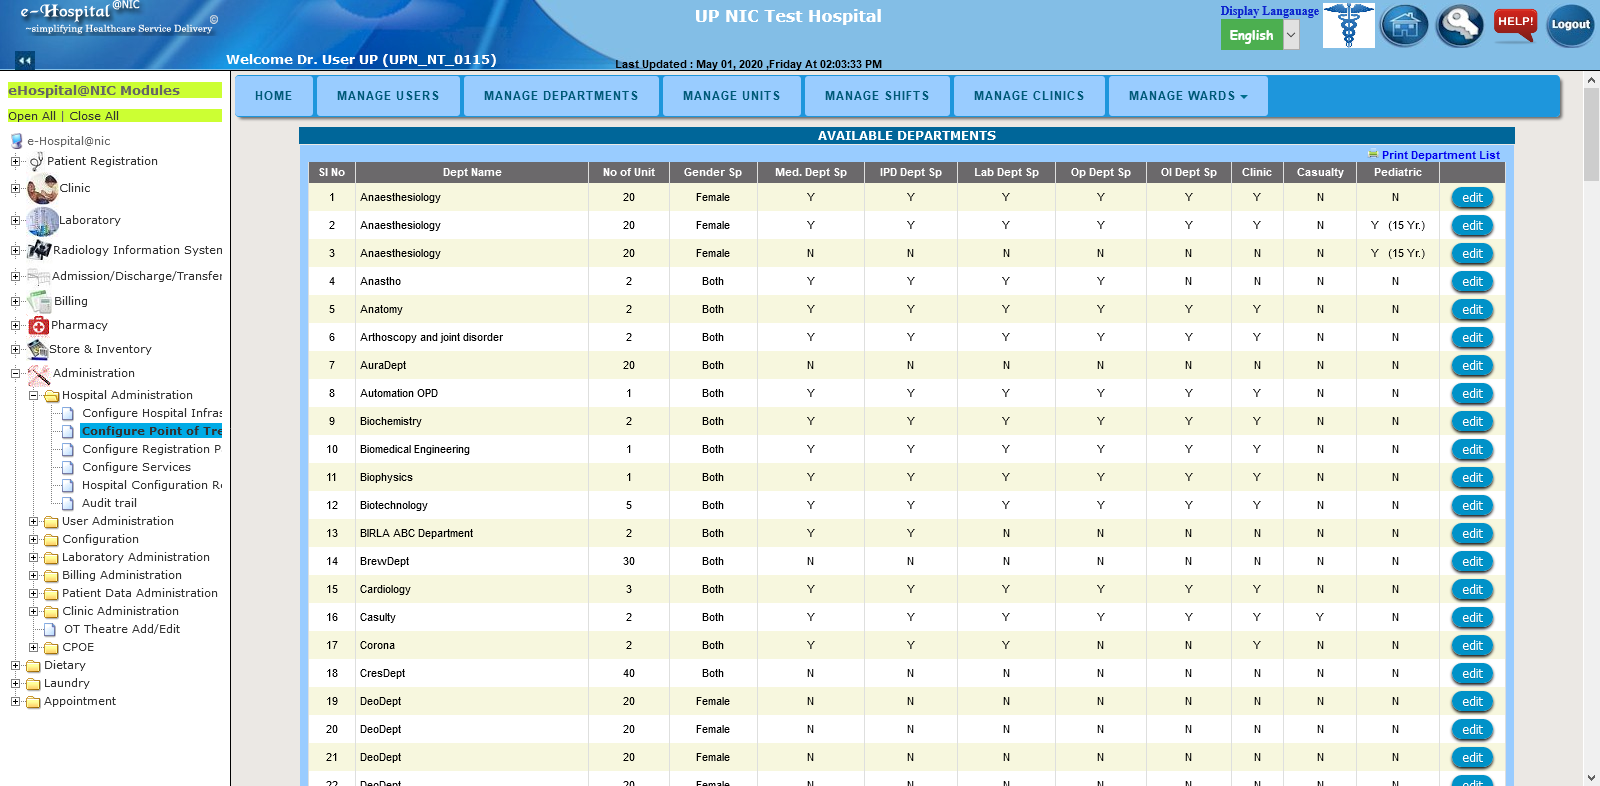 e-Hospital @NIC ©
~simplifying Healthcare Service Delivery
UP NIC Test Hospital
Display Langauage
English
HELP!
Logout
Welcome Dr. User UP (UPN_NT_0115)
Last Updated : May 01, 2020 ,Friday At 02:03:33 PM
eHospital@NIC Modules
Open All | Close All
e-Hospital@nic
Patient Registration
Clinic
Laboratory
Radiology Information System
Admission/Discharge/Transfer
Billing
Pharmacy
Store & Inventory
Administration
Hospital Administration
Configure Hospital Infras
Configure Point of Tre
Configure Registration P
Configure Services
Hospital Configuration Re
Audit trail
User Administration
Configuration
Laboratory Administration
Billing Administration
Patient Data Administration
Clinic Administration
OT Theatre Add/Edit
CPOE
Dietary
Laundry
Appointment
HOME MANAGE USERS MANAGE DEPARTMENTS MANAGE UNITS MANAGE SHIFTS MANAGE CLINICS MANAGE WARDS
AVAILABLE DEPARTMENTS
Print Department List
Sl No Dept Name No of Unit Gender Sp Med. Dept Sp IPD Dept Sp Lab Dept Sp Op Dept Sp OI Dept Sp Clinic Casualty Pediatric
1 Anaesthesiology 20 Female Y Y Y Y Y Y N N edit
2 Anaesthesiology 20 Female Y Y Y Y Y Y N Y (15 Yr.) edit
3 Anaesthesiology 20 Female N N N N N N N Y (15 Yr.) edit
4 Anastho 2 Both Y Y Y Y N N N N edit
5 Anatomy 2 Both Y Y Y Y Y Y N N edit
6 Arthoscopy and joint disorder 2 Both Y Y Y Y Y Y N N edit
7 AuraDept 20 Both N N N N N N N N edit
8 Automation OPD 1 Both Y Y Y Y Y Y N N edit
9 Biochemistry 2 Both Y Y Y Y Y Y N N edit
10 Biomedical Engineering 1 Both Y Y Y Y Y Y N N edit
11 Biophysics 1 Both Y Y Y Y Y Y N N edit
12 Biotechnology 5 Both Y Y Y Y Y Y N N edit
13 BIRLA ABC Department 2 Both Y Y N N N N N N edit
14 BrewDept 30 Both N N N N N N N N edit
15 Cardiology 3 Both Y Y Y Y Y Y N N edit
16 Casulty 2 Both Y Y Y Y Y Y Y N edit
17 Corona 2 Both Y Y Y N N Y N N edit
18 CresDept 40 Both N N N N N N N N edit
19 DeoDept 20 Female N N N N N N N N edit
20 DeoDept 20 Female N N N N N N N N edit
21 DeoDept 20 Female N N N N N N N N edit
22 DeoDept 20 Female N N N N N N N N edit